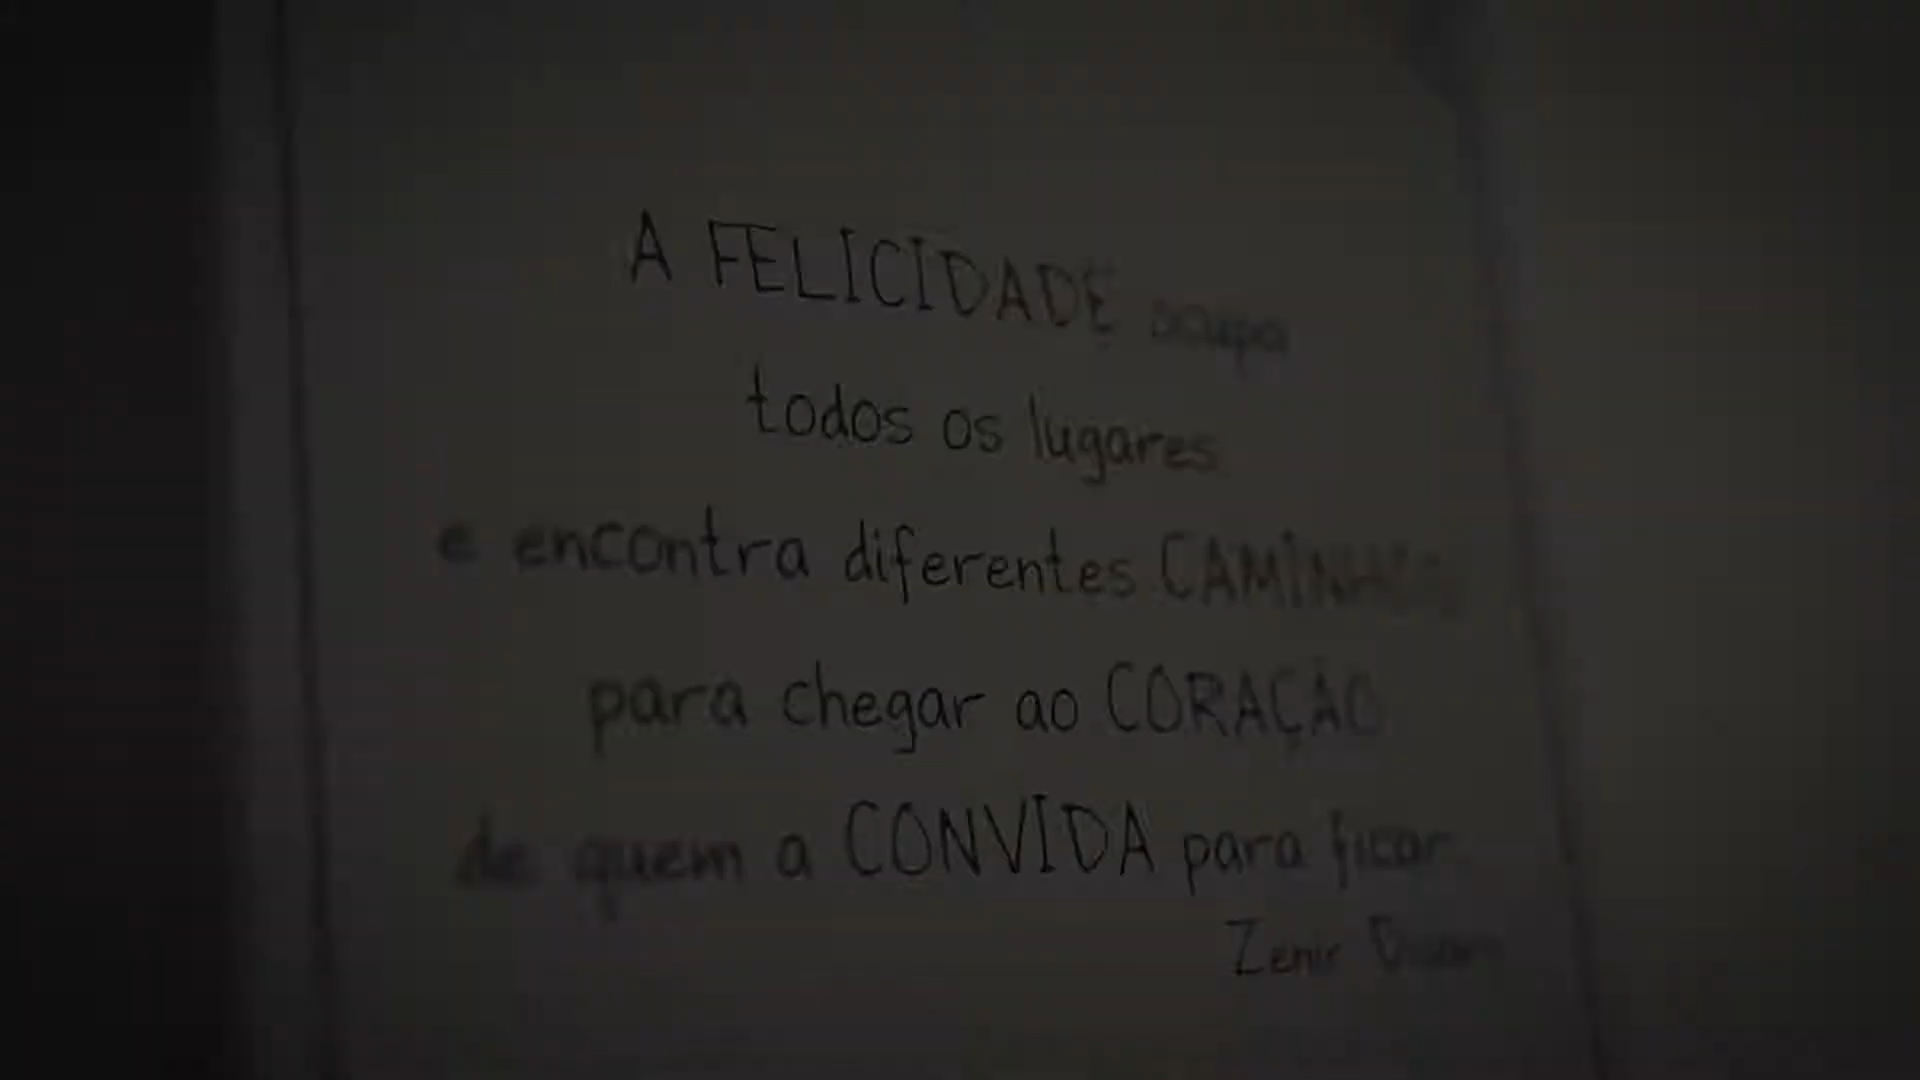 A FELICIDADE ocupa
todos os lugares
e encontra diferentes CAMINHOS
para chegar ao CORAÇÃO
de quem a CONVIDA para ficar
Zenir